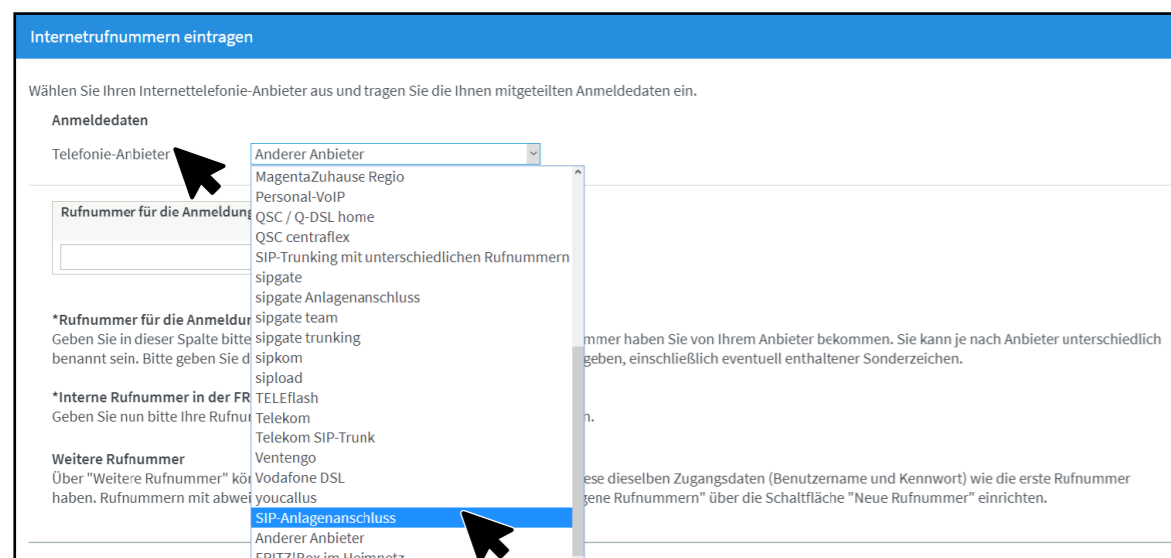 Internetrufnummern eintragen
Wählen Sie Ihren Internettelefonie-Anbieter aus und tragen Sie die Ihnen mitgeteilten Anmeldedaten ein.
Anmeldedaten
Telefonie-Anbieter
Anderer Anbieter
MagentaZuhause Regio
Personal-VoIP
QSC / Q-DSL home
QSC centraflex
SIP-Trunking mit unterschiedlichen Rufnummern
sipgate
sipgate Anlagenanschluss
sipgate team
sipgate trunking
sipkom
sipload
TELEflash
Telekom
Telekom SIP-Trunk
Ventengo
Vodafone DSL
youcallus
SIP-Anlagenanschluss
Anderer Anbieter
FRITZ!Box im Heimnetz
Rufnummer für die Anmeldung
*Rufnummer für die Anmeldun
Geben Sie in dieser Spalte bitte mmer haben Sie von Ihrem Anbieter bekommen. Sie kann je nach Anbieter unterschiedlich
benannt sein. Bitte geben Sie d geben, einschließlich eventuell enthaltener Sonderzeichen.
*Interne Rufnummer in der FR
Geben Sie nun bitte Ihre Rufnu n.
Weitere Rufnummer
Über "Weitere Rufnummer" kö ese dieselben Zugangsdaten (Benutzername und Kennwort) wie die erste Rufnummer
haben. Rufnummern mit abwei gene Rufnummern" über die Schaltfläche "Neue Rufnummer" einrichten.